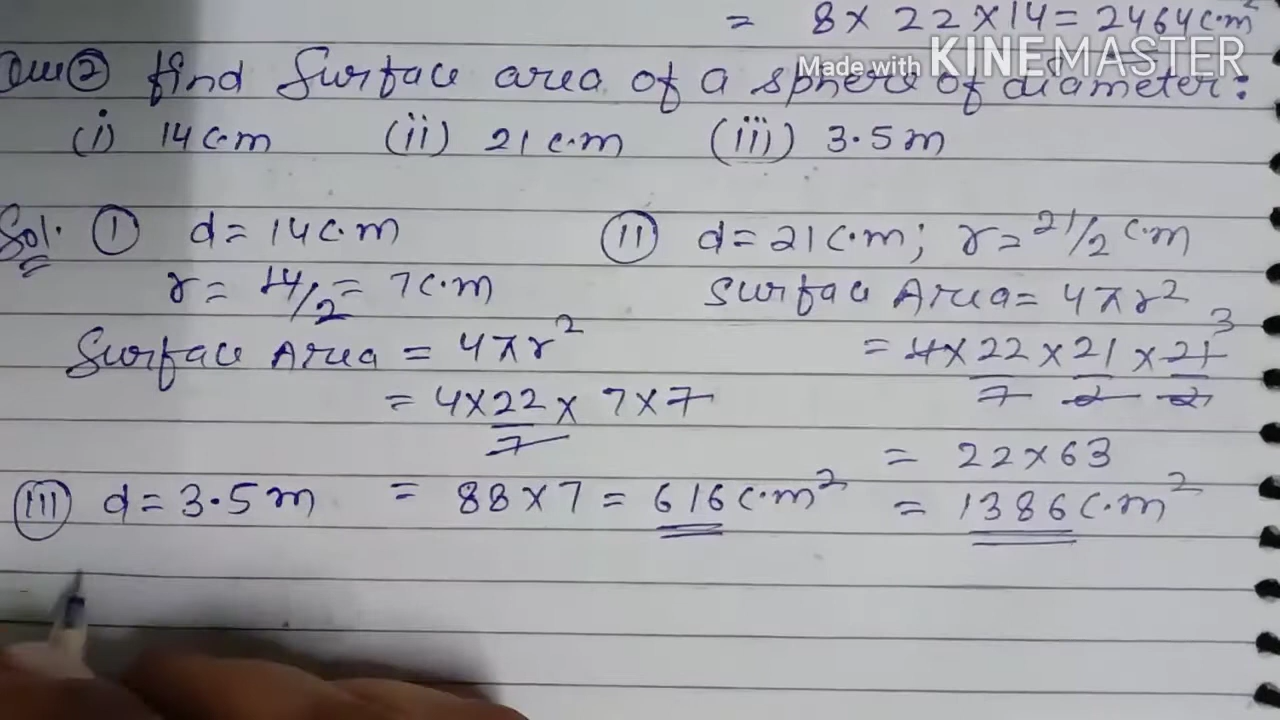 = 8 × 22 × 14 = 2464 c.m²
Made with KINEMASTER
Que ② find Surface area of a sphere of diameter:
(i) 14 c.m (ii) 21 c.m (iii) 3.5 m
Sol. ① d = 14 c.m
r = 14/2 = 7 c.m
Surface Area = 4πr²
= 4 × 22/7 × 7 × 7
= 88 × 7 = 616 c.m²
(II) d = 21 c.m; r = 21/2 c.m
Surface Area = 4πr²
= 4 × 22/7 × 21/2 × 21/2 3
= 22 × 63
= 1386 c.m²
(III) d = 3.5 m